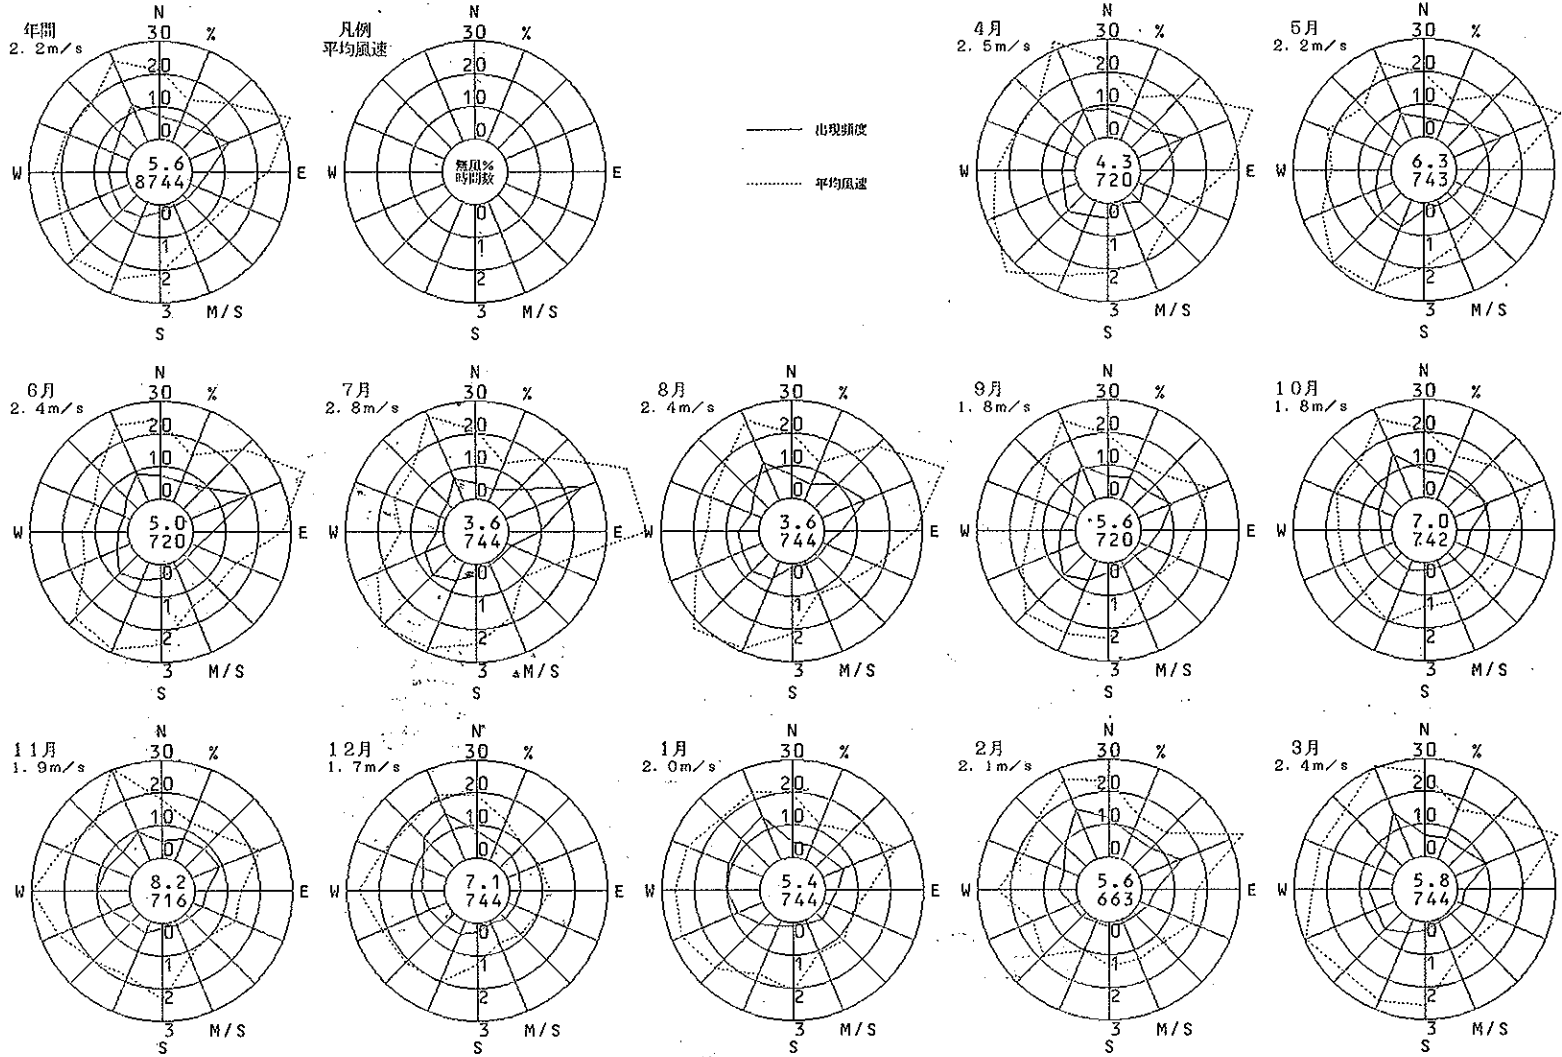 年間
2.2m/s
N
30 %
20
10
0
5.6
8744
W
E
0
1
2
3 M/S
S
凡例
平均風速
N
30 %
20
10
0
無風%
時間数
W
E
0
1
2
3 M/S
S
出現頻度
平均風速
4月
2.5m/s
N
30 %
20
10
0
4.3
720
W
E
0
1
2
3 M/S
S
5月
2.2m/s
N
30 %
20
10
0
6.3
743
W
E
0
1
2
3 M/S
S
6月
2.4m/s
N
30 %
20
10
0
5.0
720
W
E
0
1
2
3 M/S
S
7月
2.8m/s
N
30 %
20
10
0
3.6
744
W
E
0
1
2
3 M/S
S
8月
2.4m/s
N
30 %
20
10
0
3.6
744
W
E
0
1
2
3 M/S
S
9月
1.8m/s
N
30 %
20
10
0
5.6
720
W
E
0
1
2
3 M/S
S
10月
1.8m/s
N
30 %
20
10
0
7.0
742
W
E
0
1
2
3 M/S
S
11月
1.9m/s
N
30 %
20
10
0
8.2
716
W
E
0
1
2
3 M/S
S
12月
1.7m/s
N
30 %
20
10
0
7.1
744
W
E
0
1
2
3 M/S
S
1月
2.0m/s
N
30 %
20
10
0
5.4
744
W
E
0
1
2
3 M/S
S
2月
2.1m/s
N
30 %
20
10
0
5.6
663
W
E
0
1
2
3 M/S
S
3月
2.4m/s
N
30 %
20
10
0
5.8
744
W
E
0
1
2
3 M/S
S